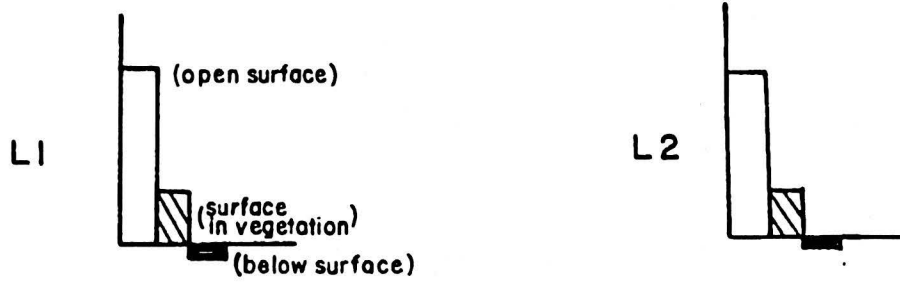 (open surface)
L1
L2
(surface
in vegetation)
(below surface)